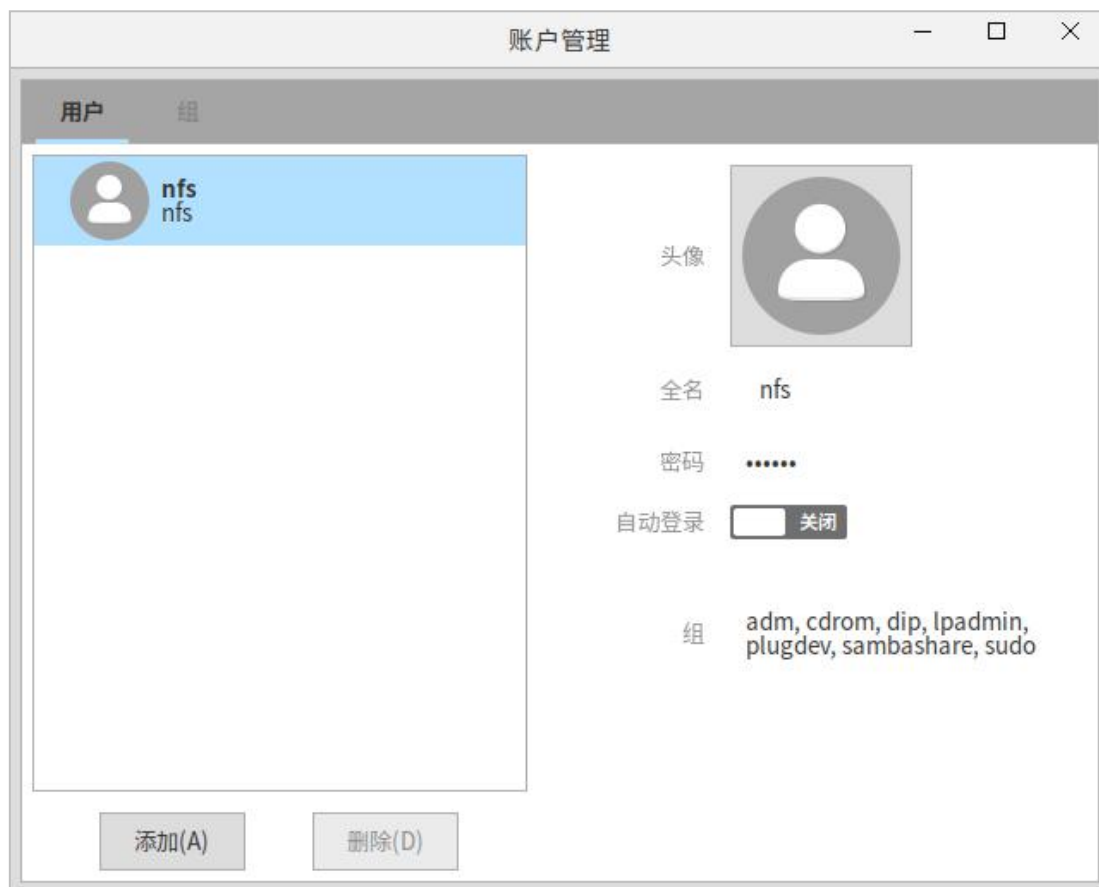 账户管理
用户 组
nfs
nfs
头像
全名 nfs
密码 ••••••
自动登录 关闭
组 adm, cdrom, dip, lpadmin,
plugdev, sambashare, sudo
添加(A) 删除(D)